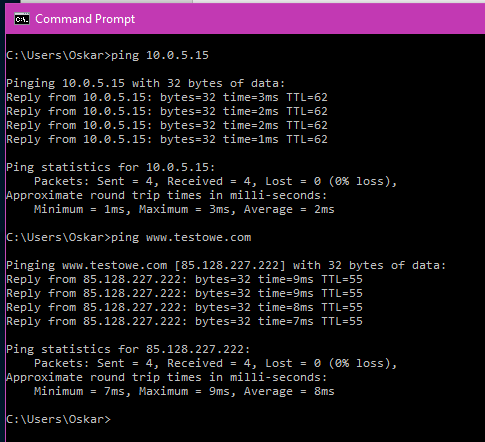 Command Prompt
C:\Users\Oskar>ping 10.0.5.15
Pinging 10.0.5.15 with 32 bytes of data:
Reply from 10.0.5.15: bytes=32 time=3ms TTL=62
Reply from 10.0.5.15: bytes=32 time=2ms TTL=62
Reply from 10.0.5.15: bytes=32 time=2ms TTL=62
Reply from 10.0.5.15: bytes=32 time=1ms TTL=62
Ping statistics for 10.0.5.15:
    Packets: Sent = 4, Received = 4, Lost = 0 (0% loss),
Approximate round trip times in milli-seconds:
    Minimum = 1ms, Maximum = 3ms, Average = 2ms
C:\Users\Oskar>ping www.testowe.com
Pinging www.testowe.com [85.128.227.222] with 32 bytes of data:
Reply from 85.128.227.222: bytes=32 time=9ms TTL=55
Reply from 85.128.227.222: bytes=32 time=9ms TTL=55
Reply from 85.128.227.222: bytes=32 time=8ms TTL=55
Reply from 85.128.227.222: bytes=32 time=7ms TTL=55
Ping statistics for 85.128.227.222:
    Packets: Sent = 4, Received = 4, Lost = 0 (0% loss),
Approximate round trip times in milli-seconds:
    Minimum = 7ms, Maximum = 9ms, Average = 8ms
C:\Users\Oskar>